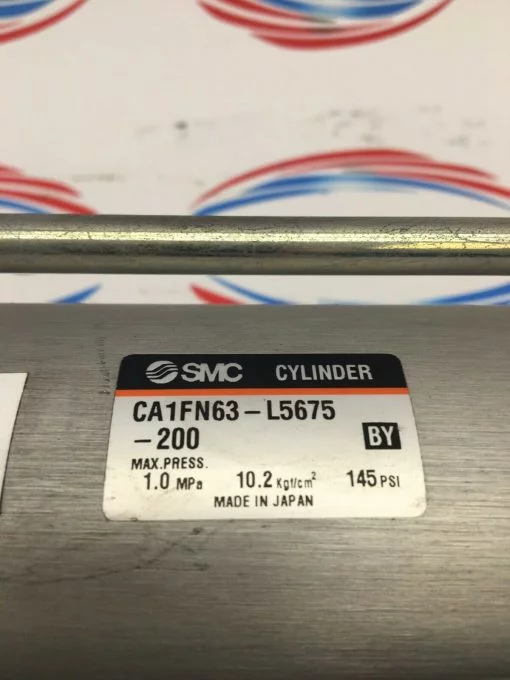 SMC CYLINDER
CA1FN63-L5675
-200 BY
MAX.PRESS.
1.0 MPa 10.2 Kgf/cm² 145 PSI
MADE IN JAPAN